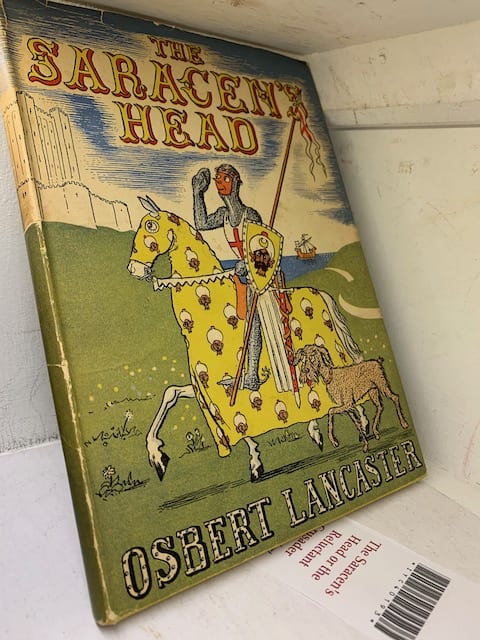 THE
SARACEN'S
HEAD
OSBERT LANCASTER
The Saracen's
Head or the
Reluctant
Crusader